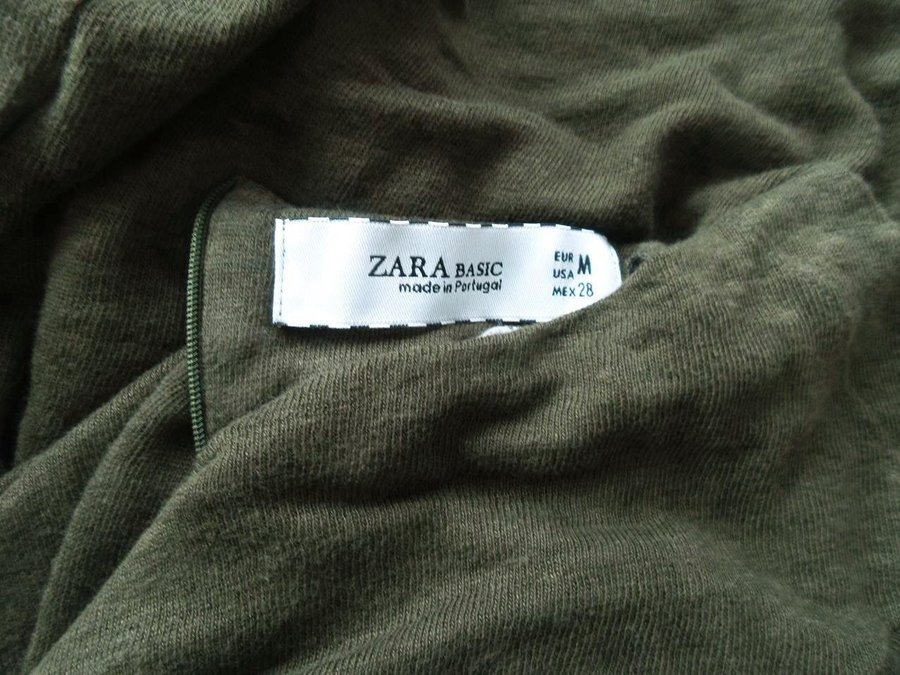 ZARA BASIC
made in Portugal
EUR
USA M
MEX 28